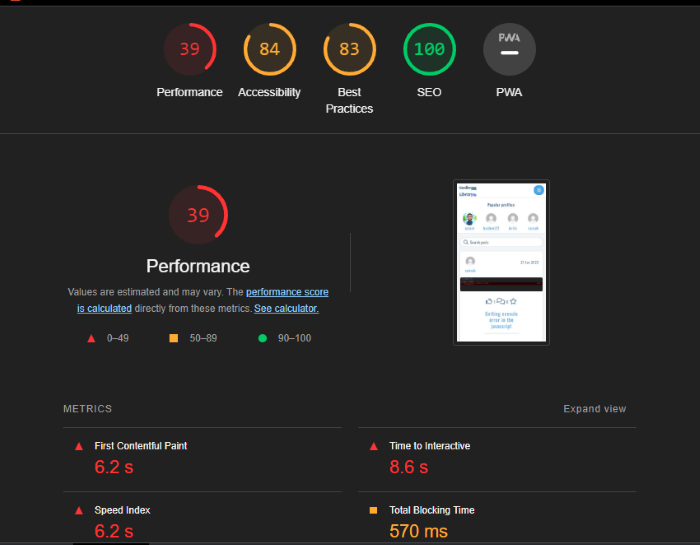 39
84
83
100
PWA
Performance
Accessibility
Best
Practices
SEO
PWA
39
Performance
Values are estimated and may vary. The performance score
is calculated directly from these metrics. See calculator.
0–49
50–89
90–100
Popular profiles
Search posts
Getting console
error in the
javascript
METRICS
Expand view
First Contentful Paint
6.2 s
Time to Interactive
8.6 s
Speed Index
6.2 s
Total Blocking Time
570 ms